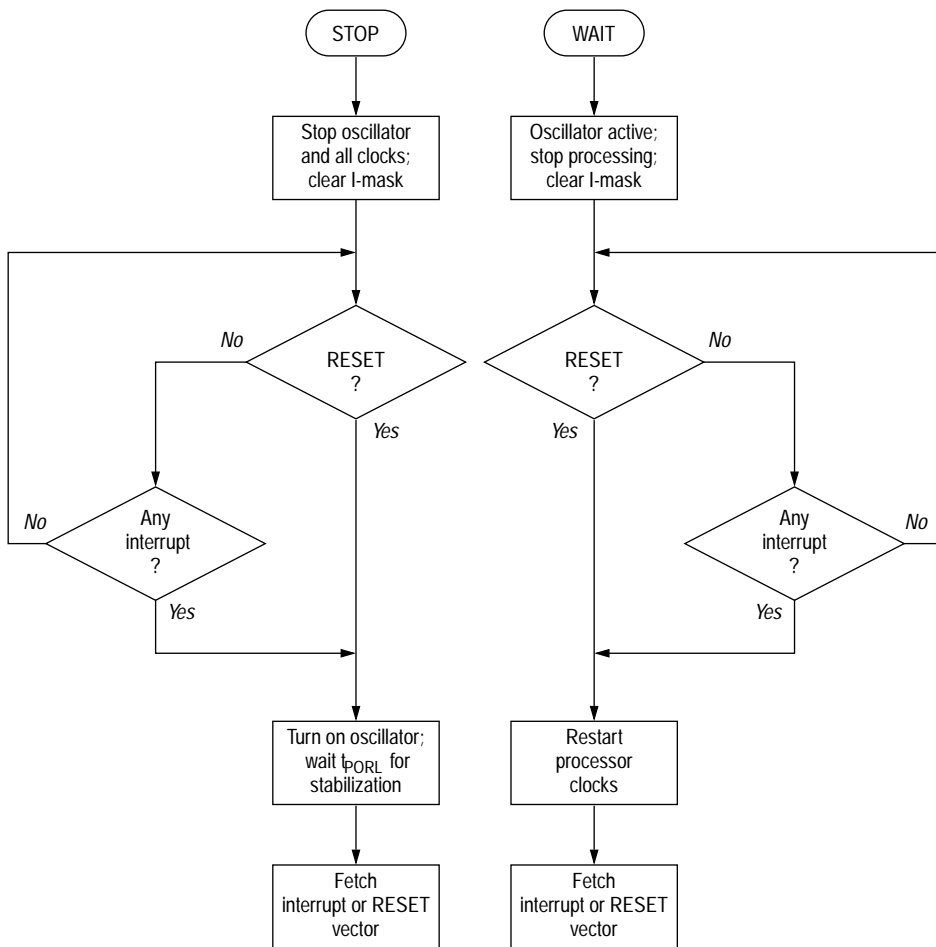 STOP
Stop oscillator
and all clocks;
clear I-mask
No
RESET
?
Yes
No
Any
interrupt
?
Yes
Turn on oscillator;
wait tPORL for
stabilization
Fetch
interrupt or RESET
vector
WAIT
Oscillator active;
stop processing;
clear I-mask
No
RESET
?
Yes
Any
interrupt
?
No
Yes
Restart
processor
clocks
Fetch
interrupt or RESET
vector